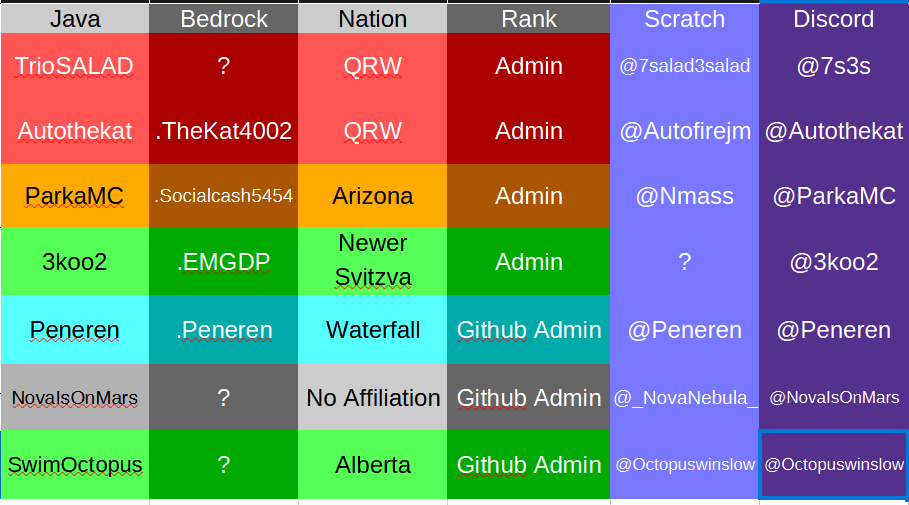 Java Bedrock Nation Rank Scratch Discord
TrioSALAD ? QRW Admin @7salad3salad @7s3s
Autothekat .TheKat4002 QRW Admin @Autofirejm @Autothekat
ParkaMC .Socialcash5454 Arizona Admin @Nmass @ParkaMC
3koo2 .EMGDP Newer Svitzva Admin ? @3koo2
Peneren .Peneren Waterfall Github Admin @Peneren @Peneren
NovaIsOnMars ? No Affiliation Github Admin @_NovaNebula_ @NovaIsOnMars
SwimOctopus ? Alberta Github Admin @Octopuswinslow @Octopuswinslow